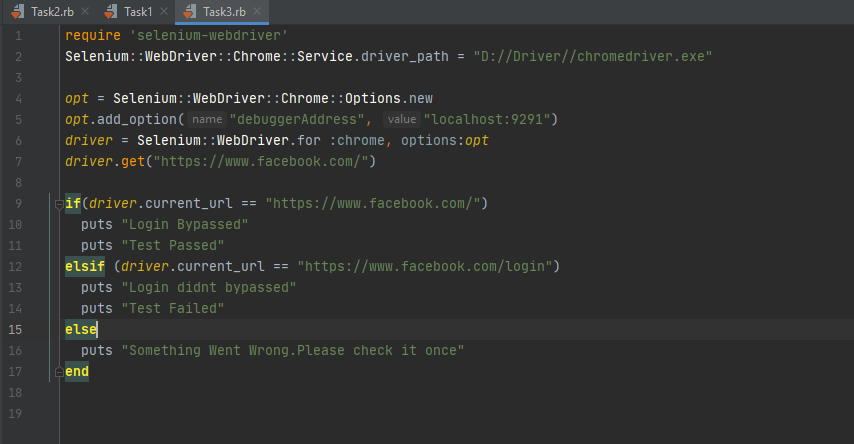 Task2.rb Task1 Task3.rb
1 require 'selenium-webdriver'
2 Selenium::WebDriver::Chrome::Service.driver_path = "D://Driver//chromedriver.exe"
3
4 opt = Selenium::WebDriver::Chrome::Options.new
5 opt.add_option( name "debuggerAddress", value "localhost:9291")
6 driver = Selenium::WebDriver.for :chrome, options:opt
7 driver.get("https://www.facebook.com/")
8
9 if(driver.current_url == "https://www.facebook.com/")
10 puts "Login Bypassed"
11 puts "Test Passed"
12 elsif (driver.current_url == "https://www.facebook.com/login")
13 puts "Login didnt bypassed"
14 puts "Test Failed"
15 else
16 puts "Something Went Wrong.Please check it once"
17 end
18
19